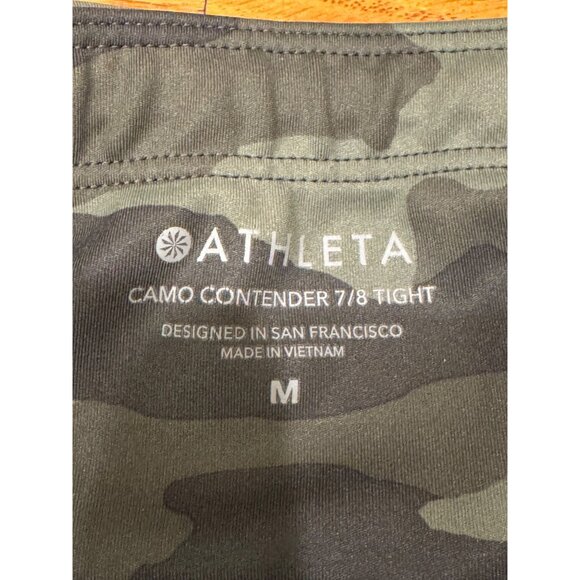 ATHLETA
CAMO CONTENDER 7/8 TIGHT
DESIGNED IN SAN FRANCISCO
MADE IN VIETNAM
M